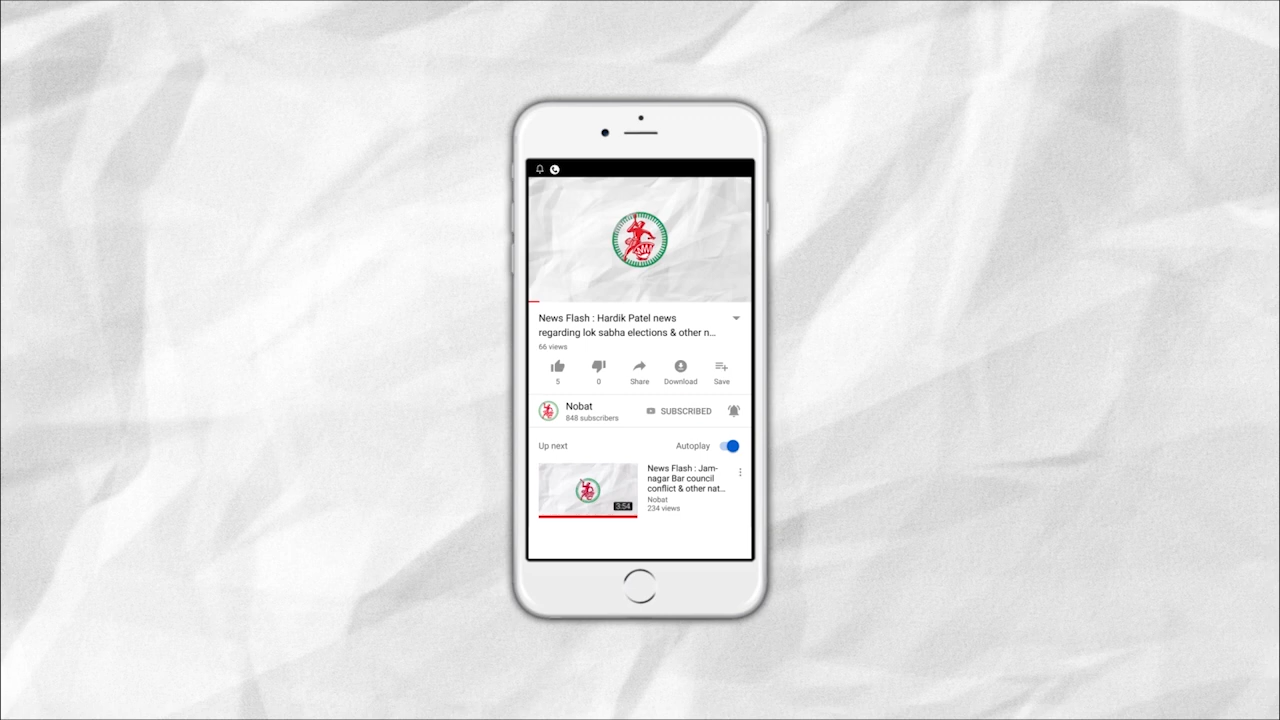 News Flash : Hardik Patel news
regarding lok sabha elections & other n...
66 views
5
0
Share
Download
Save
Nobat
848 subscribers
SUBSCRIBED
Up next
Autoplay
3:54
News Flash : Jam-
nagar Bar council
conflict & other nat...
Nobat
234 views